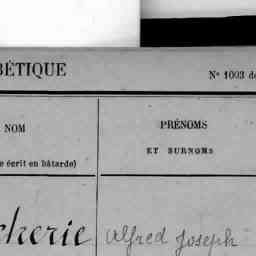 BÉTIQUE
N° 1003 de
NOM
e écrit en bâtarde)
PRÉNOMS
ET SURNOMS
cherie
Alfred Joseph